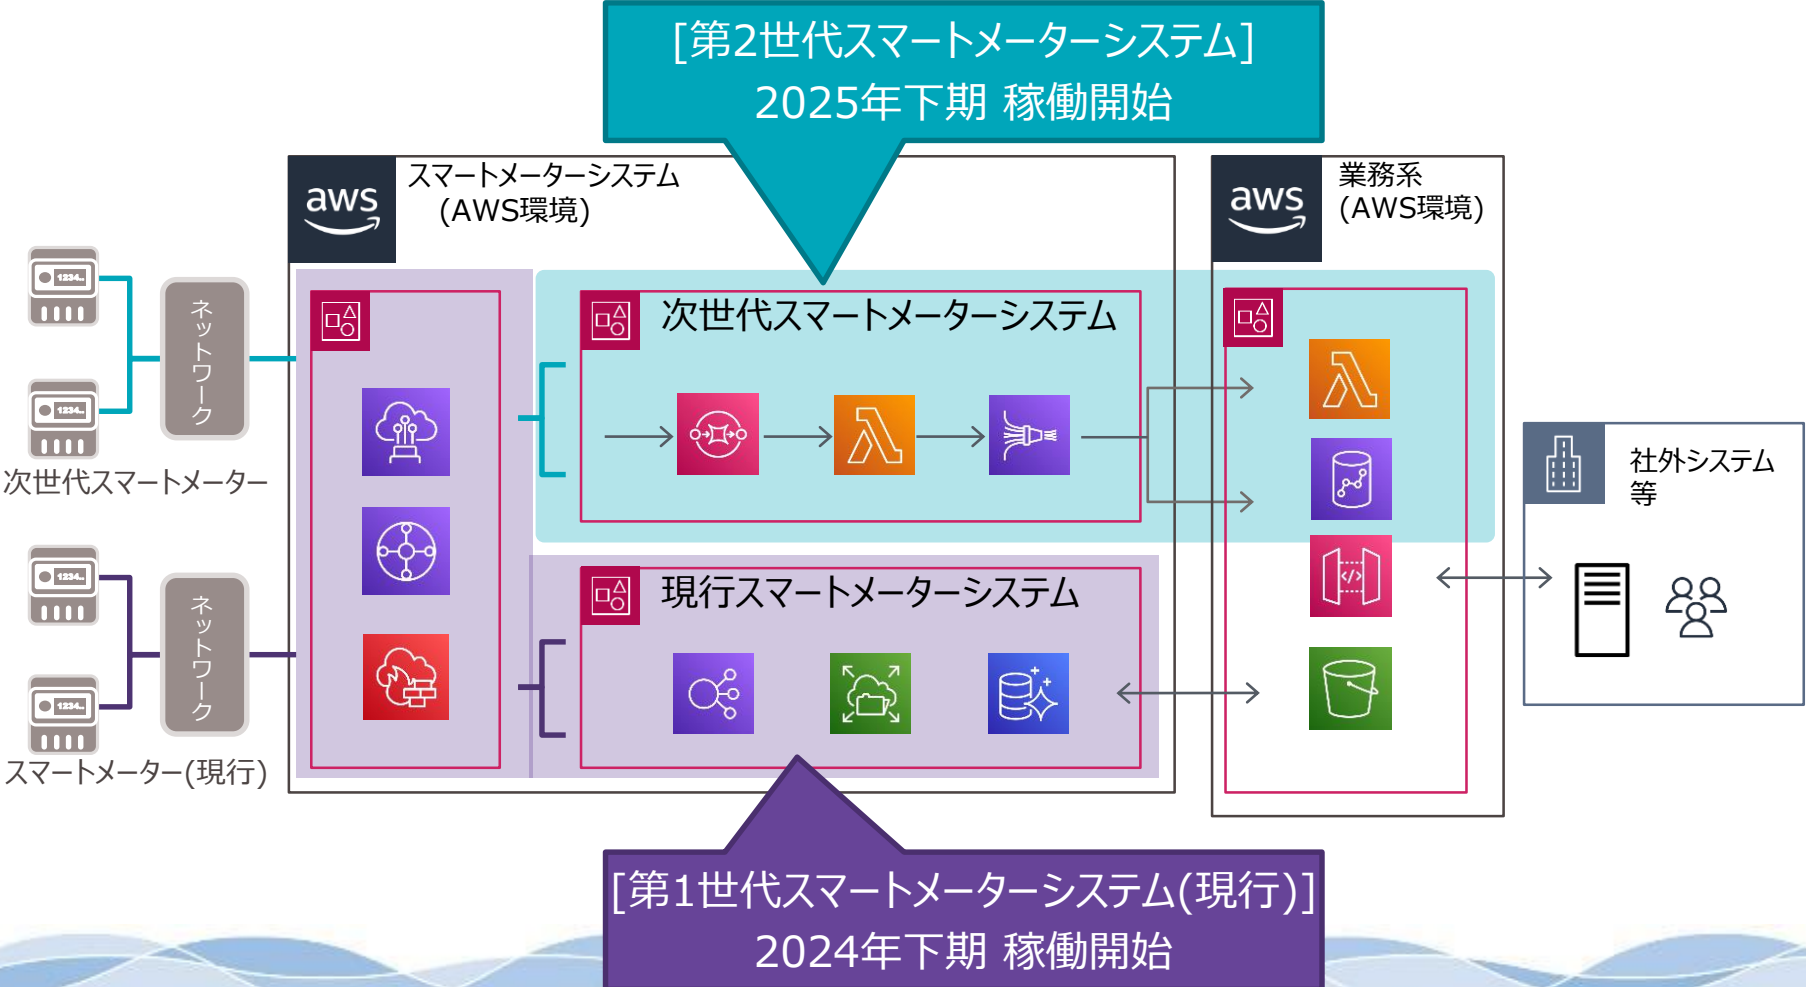 [第2世代スマートメーターシステム]
2025年下期 稼働開始
aws
スマートメーターシステム
(AWS環境)
aws
業務系
(AWS環境)
1234...
1234...
ネットワーク
次世代スマートメーター
次世代スマートメーターシステム
社外システム
等
1234...
1234...
ネットワーク
スマートメーター(現行)
現行スマートメーターシステム
</>
[第1世代スマートメーターシステム(現行)]
2024年下期 稼働開始